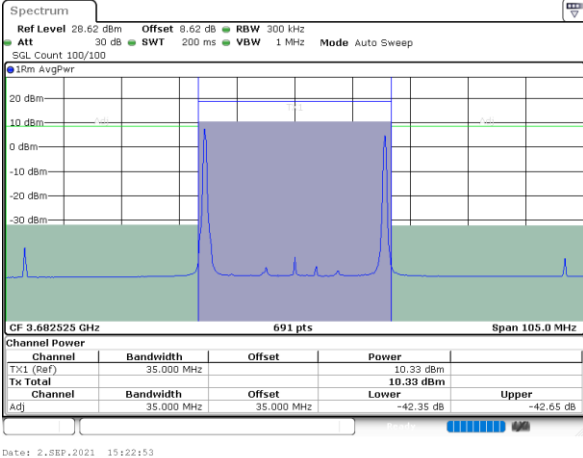 Spectrum
Ref Level 28.62 dBm Offset 8.62 dB RBW 300 kHz
Att 30 dB SWT 200 ms VBW 1 MHz Mode Auto Sweep
SGL Count 100/100
1Rm AvgPwr
20 dBm
TX1
10 dBm Adj Adj
0 dBm
-10 dBm
-20 dBm
-30 dBm
CF 3.682525 GHz 691 pts Span 105.0 MHz
Channel Power
Channel Bandwidth Offset Power
TX1 (Ref) 35.000 MHz 10.33 dBm
Tx Total 10.33 dBm
Channel Bandwidth Offset Lower Upper
Adj 35.000 MHz 35.000 MHz -42.35 dB -42.65 dB
Ready
Date: 2.SEP.2021 15:22:53